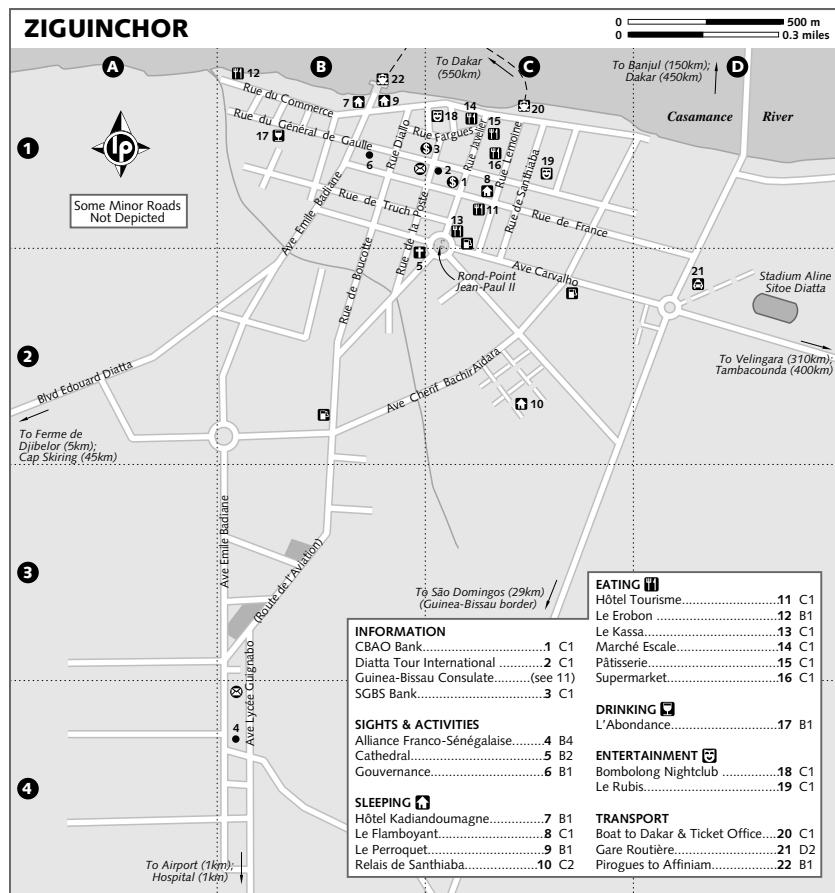 ZIGUINCHOR
0 500 m
0 0.3 miles
A
B
C
D
1
2
3
4
lp
Some Minor Roads
Not Depicted
To Dakar
(550km)
To Banjul (150km);
Dakar (450km)
Casamance River
12
22
7
9
18
14
15
20
17
3
16
19
6
2
1
8
11
13
5
21
10
4
Rue du Commerce
Rue du Général de Gaulle
Rue Diallo
Rue Fargues
Rue Javelier
Rue Lemoine
Rue de Santhiaba
Rue de France
Rue de Truch
Rue de la Poste
Rue de Boucotte
Ave Emile Badiane
Rond-Point
Jean-Paul II
Ave Carvalho
Stadium Aline
Sitoe Diatta
To Velingara (310km);
Tambacounda (400km)
Blvd Edouard Diatta
Ave Cherif Bachir Aidara
To Ferme de
Djibelor (5km);
Cap Skiring (45km)
Ave Emile Badiane
(Route de l'Aviation)
Ave Lycée Guignabo
To São Domingos (29km)
(Guinea-Bissau border)
To Airport (1km);
Hospital (1km)
INFORMATION
CBAO Bank 1 C1
Diatta Tour International 2 C1
Guinea-Bissau Consulate (see 11)
SGBS Bank 3 C1
SIGHTS & ACTIVITIES
Alliance Franco-Sénégalaise 4 B4
Cathedral 5 B2
Gouvernance 6 B1
SLEEPING
Hôtel Kadiandoumagne 7 B1
Le Flamboyant 8 C1
Le Perroquet 9 B1
Relais de Santhiaba 10 C2
EATING
Hôtel Tourisme 11 C1
Le Erobon 12 B1
Le Kassa 13 C1
Marché Escale 14 C1
Pâtisserie 15 C1
Supermarket 16 C1
DRINKING
L'Abondance 17 B1
ENTERTAINMENT
Bombolong Nightclub 18 C1
Le Rubis 19 C1
TRANSPORT
Boat to Dakar & Ticket Office 20 C1
Gare Routière 21 D2
Pirogues to Affiniam 22 B1